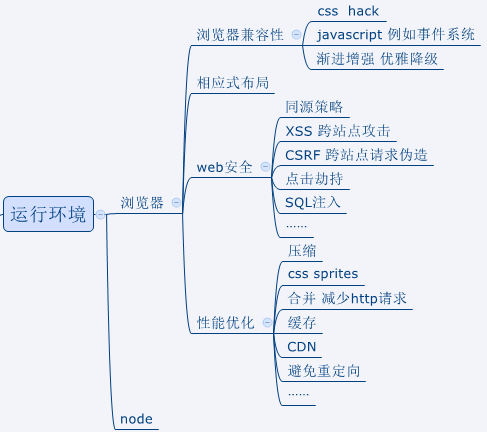 运行环境
浏览器
浏览器兼容性
css hack
javascript 例如事件系统
渐进增强 优雅降级
相应式布局
web安全
同源策略
XSS 跨站点攻击
CSRF 跨站点请求伪造
点击劫持
SQL注入
......
性能优化
压缩
css sprites
合并 减少http请求
缓存
CDN
避免重定向
......
node